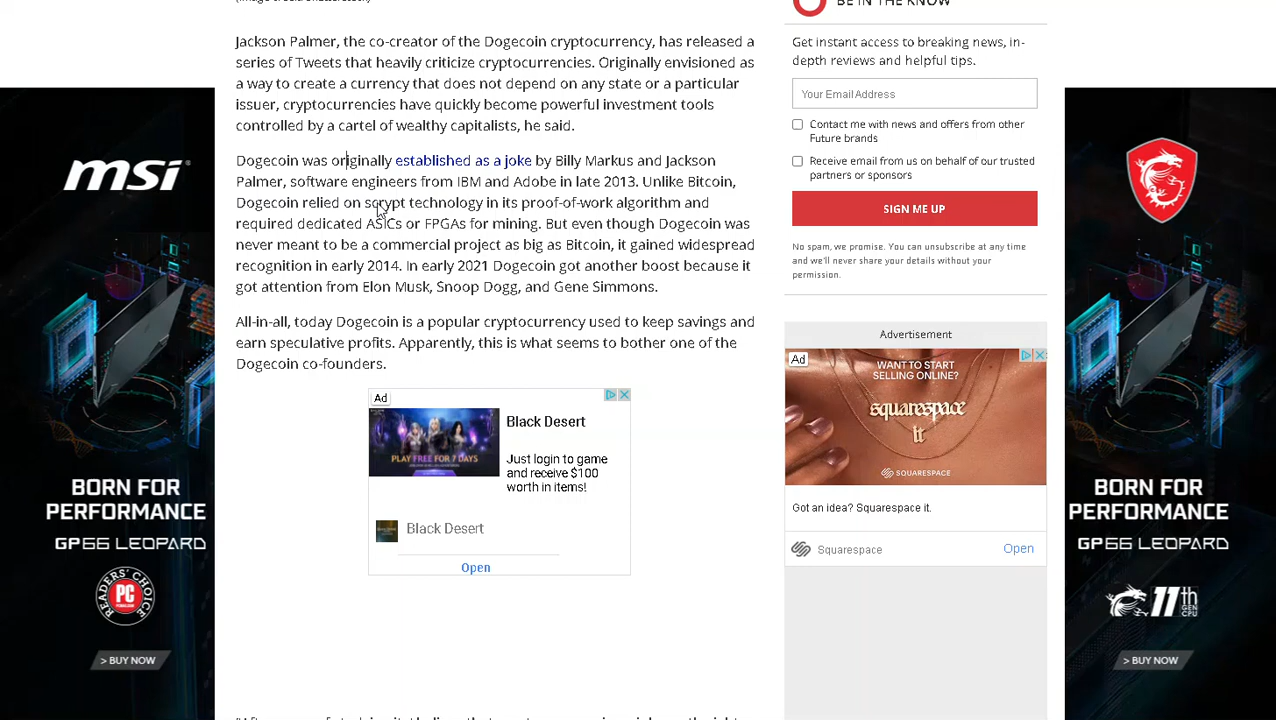 BE IN THE KNOW
Jackson Palmer, the co-creator of the Dogecoin cryptocurrency, has released a
series of Tweets that heavily criticize cryptocurrencies. Originally envisioned as
a way to create a currency that does not depend on any state or a particular
issuer, cryptocurrencies have quickly become powerful investment tools
controlled by a cartel of wealthy capitalists, he said.
Dogecoin was originally established as a joke by Billy Markus and Jackson
Palmer, software engineers from IBM and Adobe in late 2013. Unlike Bitcoin,
Dogecoin relied on scrypt technology in its proof-of-work algorithm and
required dedicated ASICs or FPGAs for mining. But even though Dogecoin was
never meant to be a commercial project as big as Bitcoin, it gained widespread
recognition in early 2014. In early 2021 Dogecoin got another boost because it
got attention from Elon Musk, Snoop Dogg, and Gene Simmons.
All-in-all, today Dogecoin is a popular cryptocurrency used to keep savings and
earn speculative profits. Apparently, this is what seems to bother one of the
Dogecoin co-founders.
Ad
PLAY FREE FOR 7 DAYS
Black Desert
Just login to game
and receive $100
worth in items!
Black Desert
Open
Get instant access to breaking news, in-
depth reviews and helpful tips.
Your Email Address
Contact me with news and offers from other
Future brands
Receive email from us on behalf of our trusted
partners or sponsors
SIGN ME UP
No spam, we promise. You can unsubscribe at any time
and we'll never share your details without your
permission.
Advertisement
Ad
WANT TO START
SELLING ONLINE?
squarespace
it
SQUARESPACE
Got an idea? Squarespace it.
Squarespace
Open
msi
BORN FOR
PERFORMANCE
GP66 LEOPARD
READERS'
CHOICE
PC
> BUY NOW
BORN FOR
PERFORMANCE
GP66 LEOPARD
11th
GEN
CPU
> BUY NOW